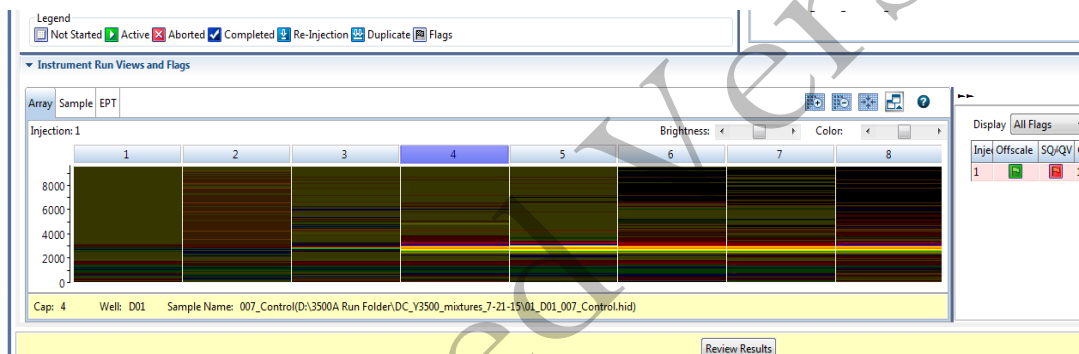 Legend
Not Started Active Aborted Completed Re-Injection Duplicate Flags
Instrument Run Views and Flags
Array Sample EPT
Injection: 1 Brightness: Color:
1 2 3 4 5 6 7 8
8000
6000
4000
2000
0
Cap: 4 Well: D01 Sample Name: 007_Control(D:\3500A Run Folder\DC_Y3500_mixtures_7-21-15\01_D01_007_Control.hid)
Display All Flags
Inje Offscale SQ/QV
1
Review Results